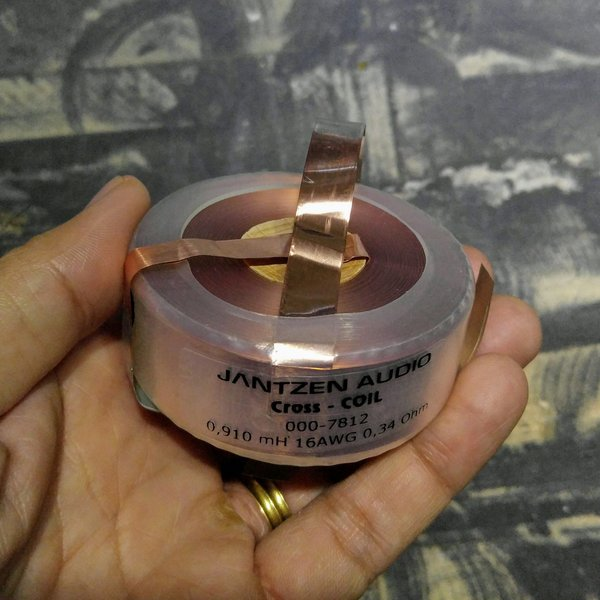 JANTZEN AUDIO
Cross - COIL
000-7812
0,910 mH 16AWG 0,34 Ohm